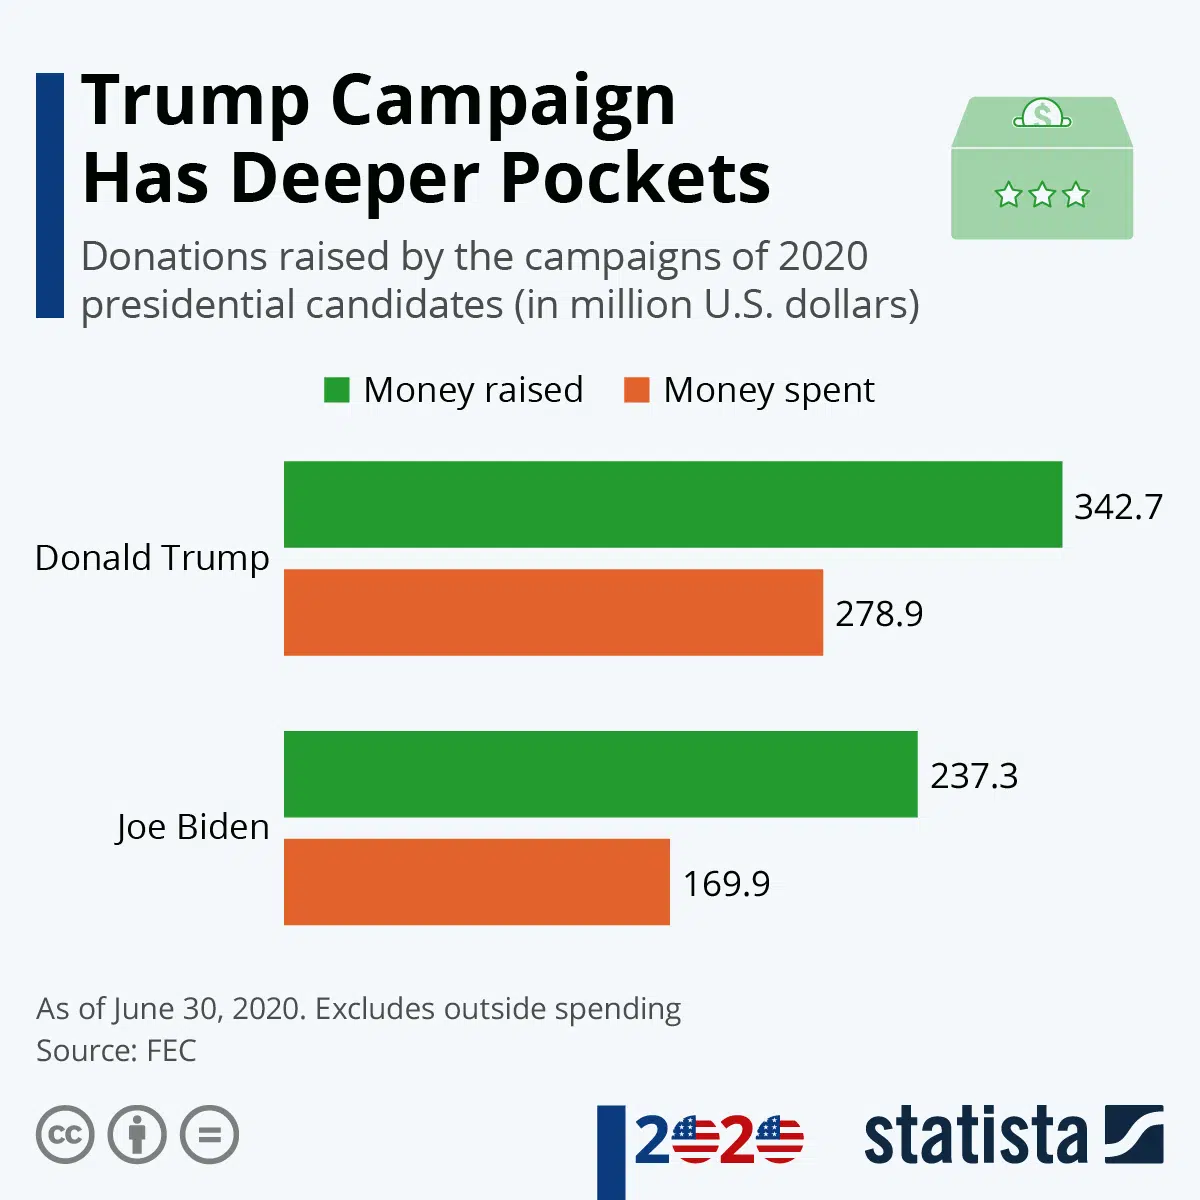 Trump Campaign
Has Deeper Pockets
Donations raised by the campaigns of 2020
presidential candidates (in million U.S. dollars)
$
Money raised Money spent
342.7
Donald Trump
278.9
237.3
Joe Biden
169.9
As of June 30, 2020. Excludes outside spending
Source: FEC
cc = 2020 statista